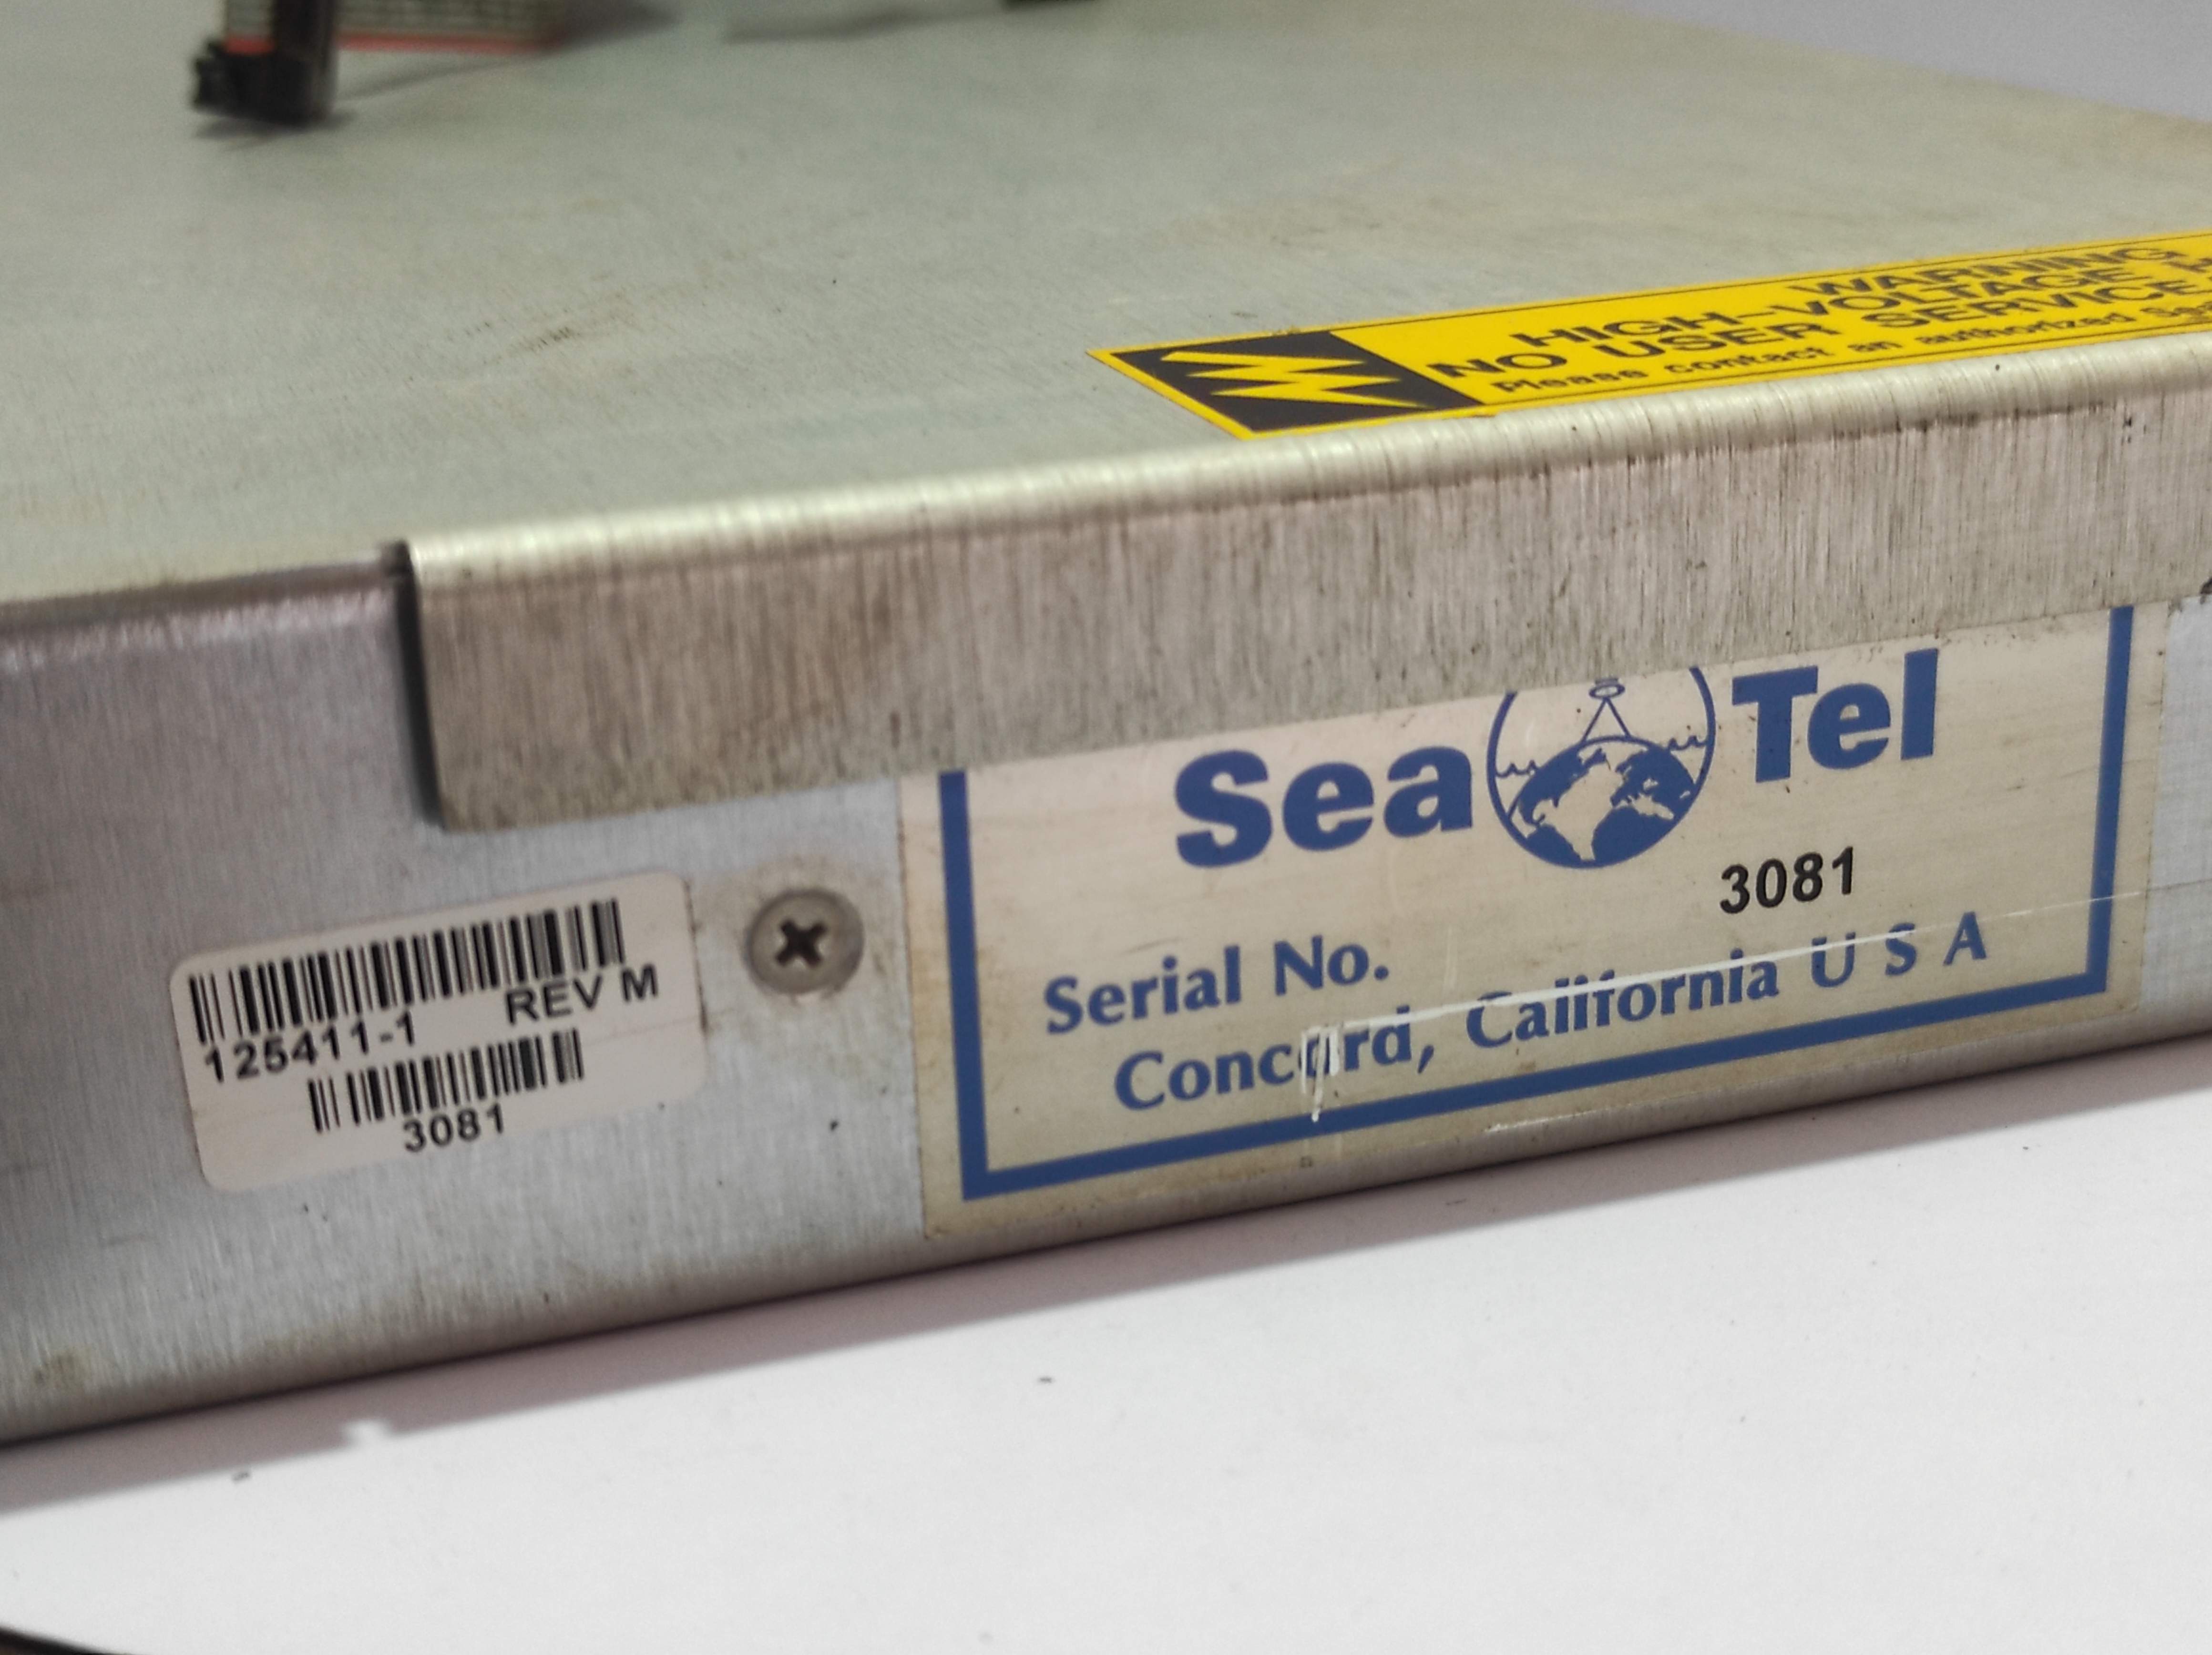 WARNING
HIGH-VOLTAGE
NO USER SERVICE
Please contact an authorized
Sea Tel
3081
Serial No.
Concord, California U S A
REV M
125411-1
3081